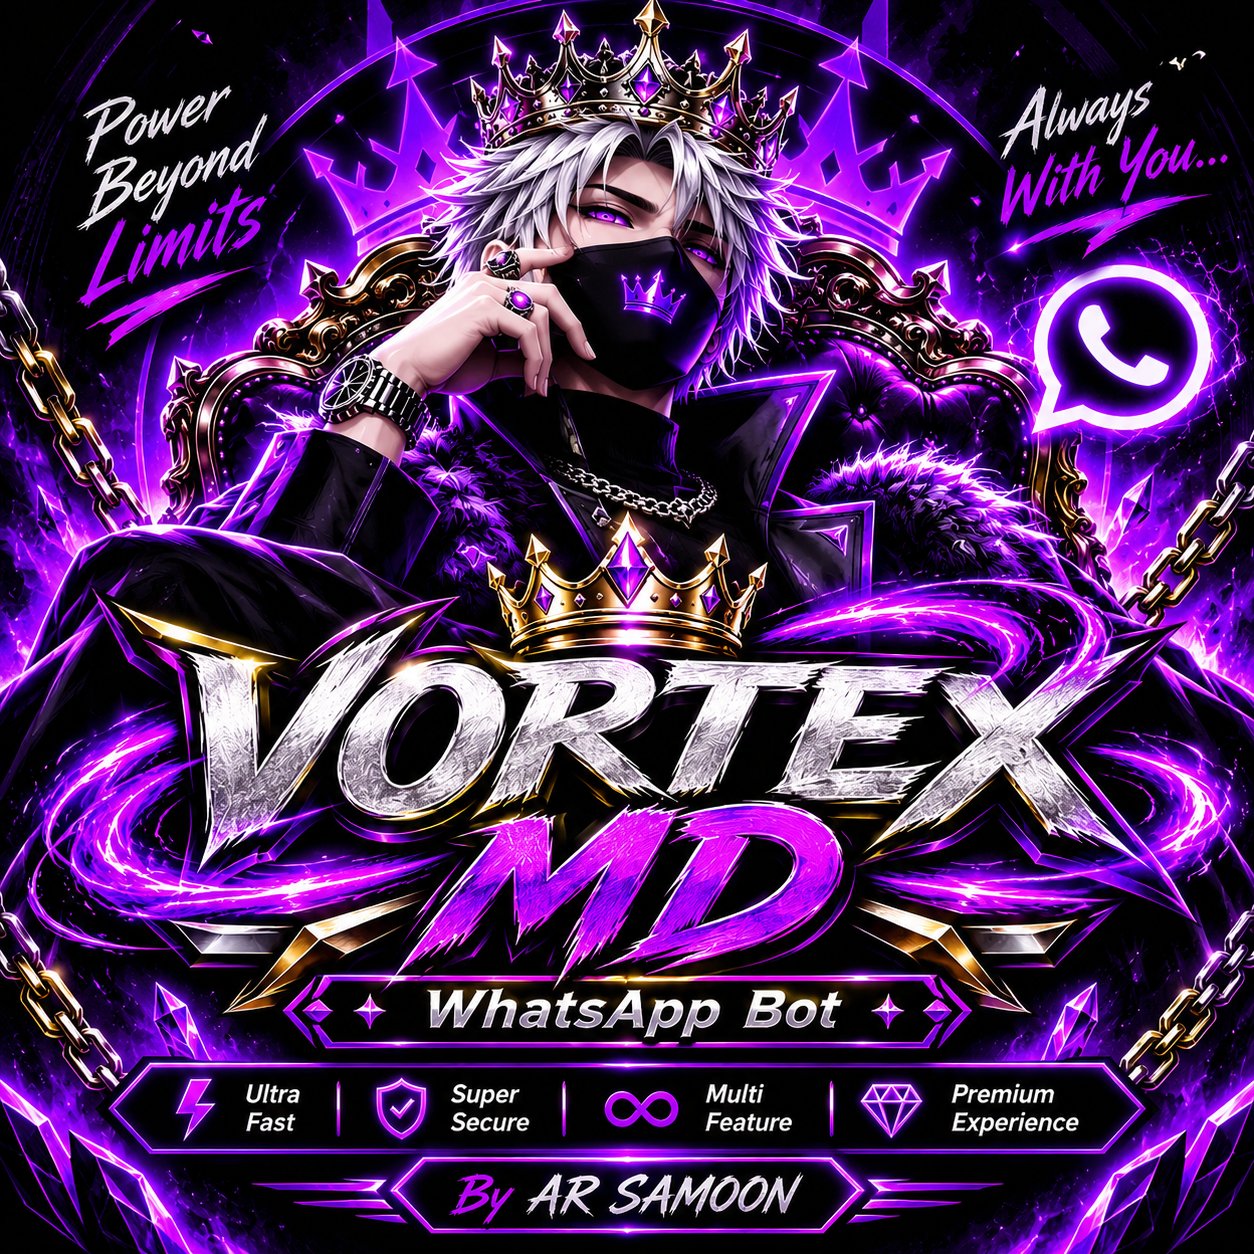 Power
Beyond
Limits
Always
With You...
VORTEX
MD
WhatsApp Bot
Ultra
Fast
Super
Secure
Multi
Feature
Premium
Experience
By AR SAMOON